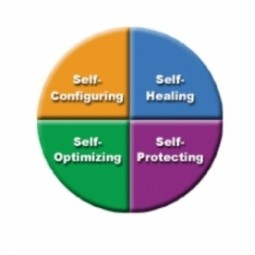 Self-
Configuring
Self-
Healing
Self-
Optimizing
Self-
Protecting